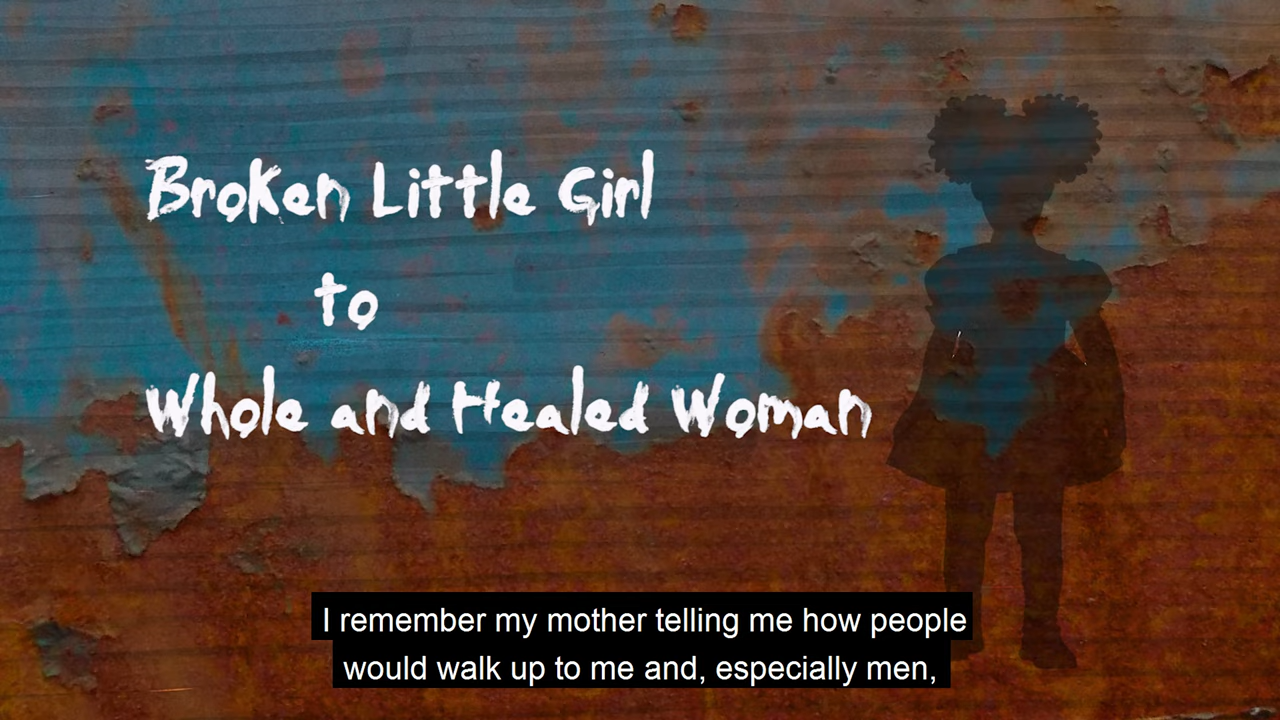 Broken Little Girl
to
Whole and Healed Woman
I remember my mother telling me how people
would walk up to me and, especially men,